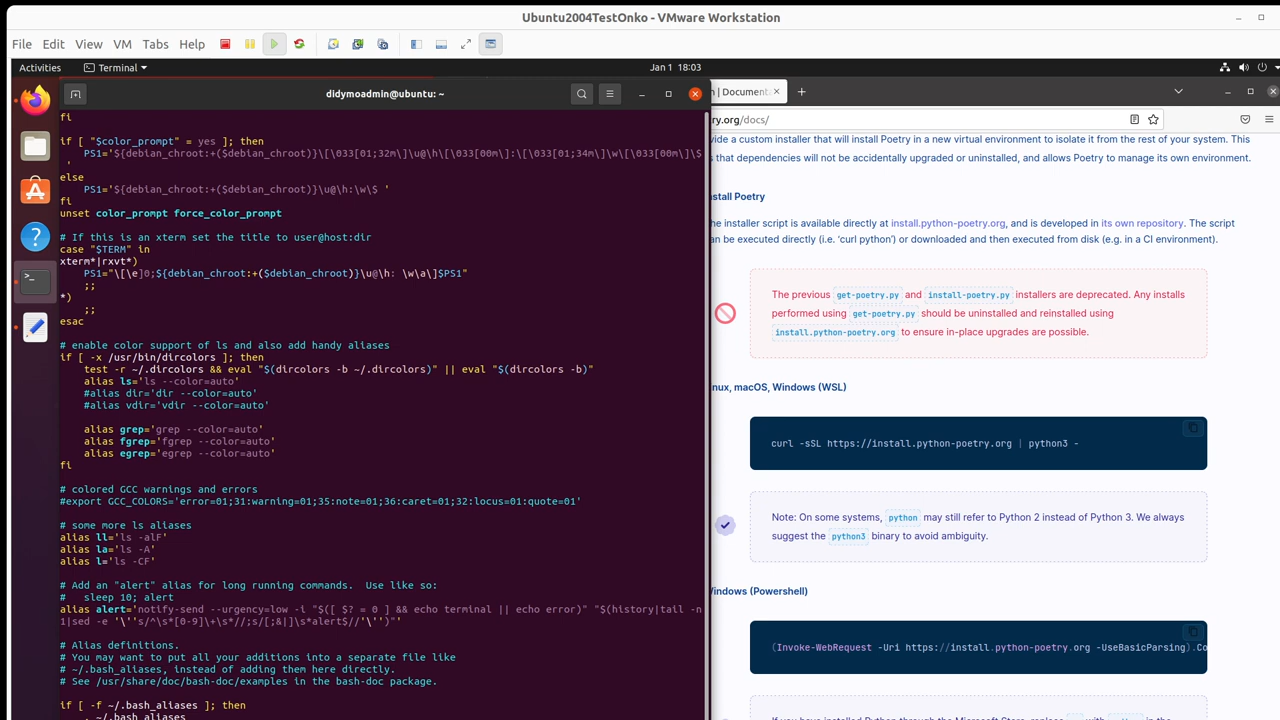 Ubuntu2004TestOnko - VMware Workstation
File Edit View VM Tabs Help
Activities Terminal Jan 1 18:03
didymoadmin@ubuntu: ~
fi
if [ "$color_prompt" = yes ]; then
PS1='${debian_chroot:+($debian_chroot)}\[\033[01;32m\]\u@\h\[\033[00m\]:\[\033[01;34m\]\w\[\033[00m\]\$
'
else
PS1='${debian_chroot:+($debian_chroot)}\u@\h:\w\$ '
fi
unset color_prompt force_color_prompt
# If this is an xterm set the title to user@host:dir
case "$TERM" in
xterm*|rxvt*)
PS1="\[\e]0;${debian_chroot:+($debian_chroot)}\u@\h: \w\a\]$PS1"
;;
*)
;;
esac
# enable color support of ls and also add handy aliases
if [ -x /usr/bin/dircolors ]; then
test -r ~/.dircolors && eval "$(dircolors -b ~/.dircolors)" || eval "$(dircolors -b)"
alias ls='ls --color=auto'
#alias dir='dir --color=auto'
#alias vdir='vdir --color=auto'
alias grep='grep --color=auto'
alias fgrep='fgrep --color=auto'
alias egrep='egrep --color=auto'
fi
# colored GCC warnings and errors
#export GCC_COLORS='error=01;31:warning=01;35:note=01;36:caret=01;32:locus=01:quote=01'
# some more ls aliases
alias ll='ls -alF'
alias la='ls -A'
alias l='ls -CF'
# Add an "alert" alias for long running commands.  Use like so:
#   sleep 10; alert
alias alert='notify-send --urgency=low -i "$([ $? = 0 ] && echo terminal || echo error)" "$(history|tail -n
1|sed -e '\''s/^\s*[0-9]\+\s*//;s/[;&|]\s*alert$//'\'')"'
# Alias definitions.
# You may want to put all your additions into a separate file like
# ~/.bash_aliases, instead of adding them here directly.
# See /usr/share/doc/bash-doc/examples in the bash-doc package.
if [ -f ~/.bash_aliases ]; then
. ~/.bash_aliases
n | Documenta
ry.org/docs/
vide a custom installer that will install Poetry in a new virtual environment to isolate it from the rest of your system. This
s that dependencies will not be accidentally upgraded or uninstalled, and allows Poetry to manage its own environment.
nstall Poetry
he installer script is available directly at install.python-poetry.org, and is developed in its own repository. The script
an be executed directly (i.e. 'curl python') or downloaded and then executed from disk (e.g. in a CI environment).
The previous get-poetry.py and install-poetry.py installers are deprecated. Any installs
performed using get-poetry.py should be uninstalled and reinstalled using
install.python-poetry.org to ensure in-place upgrades are possible.
nux, macOS, Windows (WSL)
curl -sSL https://install.python-poetry.org | python3 -
Note: On some systems, python may still refer to Python 2 instead of Python 3. We always
suggest the python3 binary to avoid ambiguity.
indows (Powershell)
(Invoke-WebRequest -Uri https://install.python-poetry.org -UseBasicParsing).Co
If you have installed Python through the Microsoft Store, replace with in the